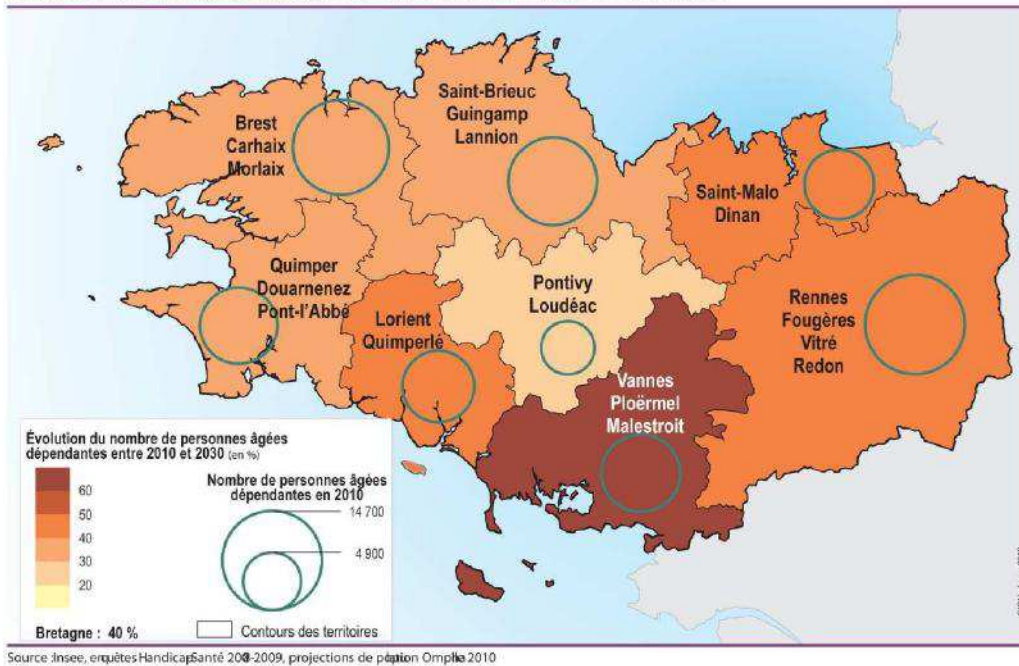 Brest
Carhaix
Morlaix
Saint-Brieuc
Guingamp
Lannion
Saint-Malo
Dinan
Quimper
Douarnenez
Pont-l'Abbé
Lorient
Quimperlé
Pontivy
Loudéac
Rennes
Fougères
Vitré
Redon
Vannes
Ploërmel
Malestroit
Évolution du nombre de personnes âgées
dépendantes entre 2010 et 2030 (en %)
60
50
40
30
20
Bretagne : 40 %
Nombre de personnes âgées
dépendantes en 2010
14 700
4 900
Contours des territoires
Source :Insee, enquêtes HandicapSanté 2008-2009, projections de Omphale 2010